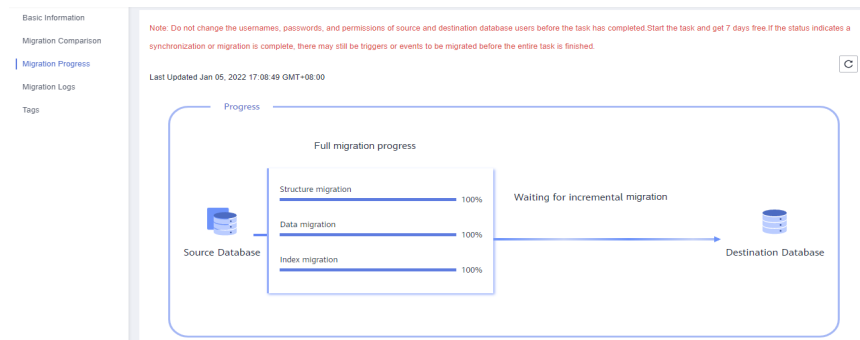 Basic Information
Migration Comparison
Migration Progress
Migration Logs
Tags
Note: Do not change the usernames, passwords, and permissions of source and destination database users before the task has completed.Start the task and get 7 days free.If the status indicates a
synchronization or migration is complete, there may still be triggers or events to be migrated before the entire task is finished.
Last Updated Jan 05, 2022 17:08:49 GMT+08:00
Progress
Full migration progress
Structure migration
100%
Data migration
100%
Index migration
100%
Source Database
Waiting for incremental migration
Destination Database